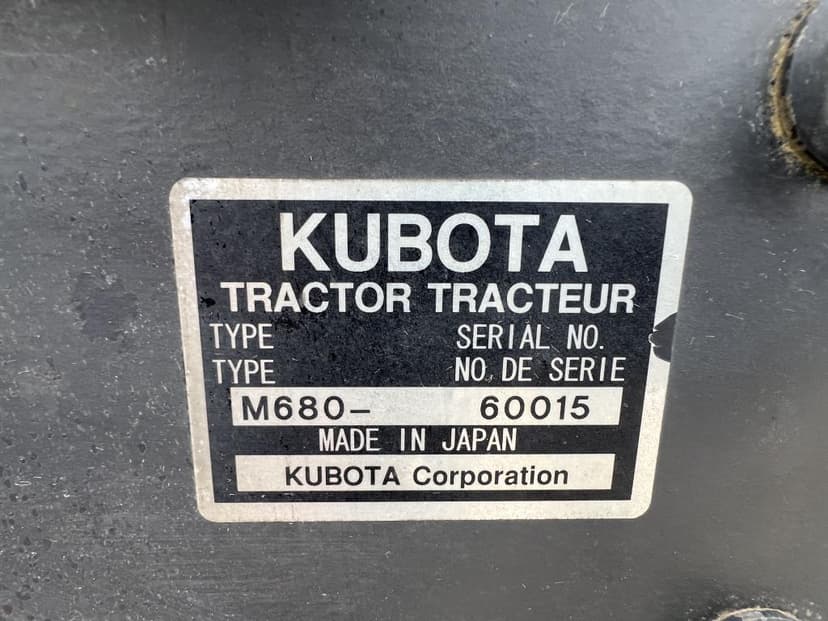 KUBOTA
TRACTOR TRACTEUR
TYPE SERIAL NO.
TYPE NO. DE SERIE
M680- 60015
MADE IN JAPAN
KUBOTA Corporation